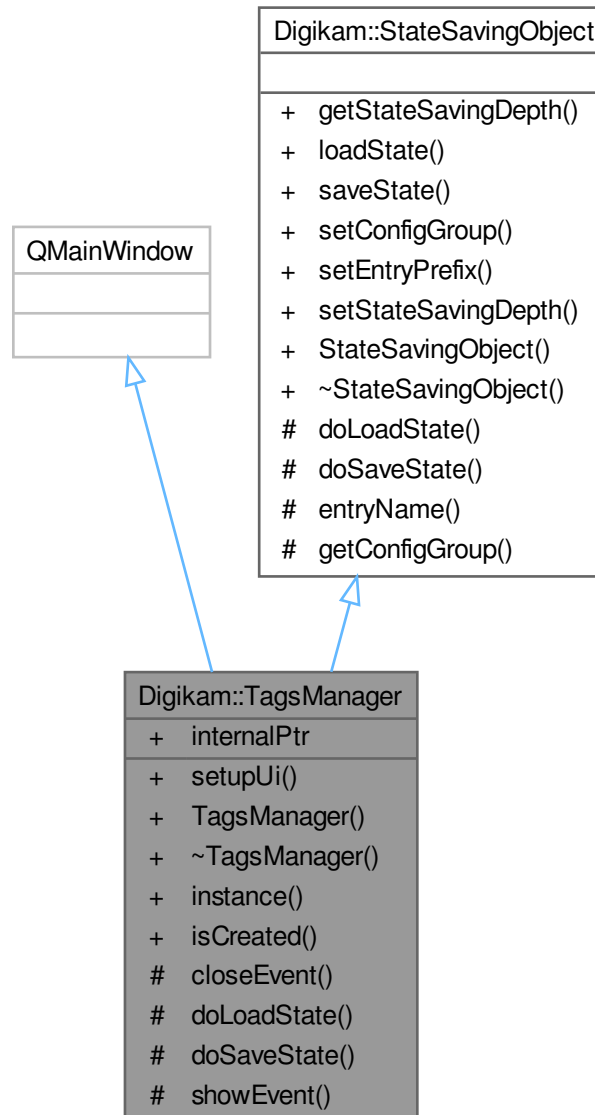 Digikam::StateSavingObject
+ getStateSavingDepth()
+ loadState()
+ saveState()
+ setConfigGroup()
+ setEntryPrefix()
+ setStateSavingDepth()
+ StateSavingObject()
+ ~StateSavingObject()
# doLoadState()
# doSaveState()
# entryName()
# getConfigGroup()
QMainWindow
Digikam::TagsManager
+ internalPtr
+ setupUi()
+ TagsManager()
+ ~TagsManager()
+ instance()
+ isCreated()
# closeEvent()
# doLoadState()
# doSaveState()
# showEvent()